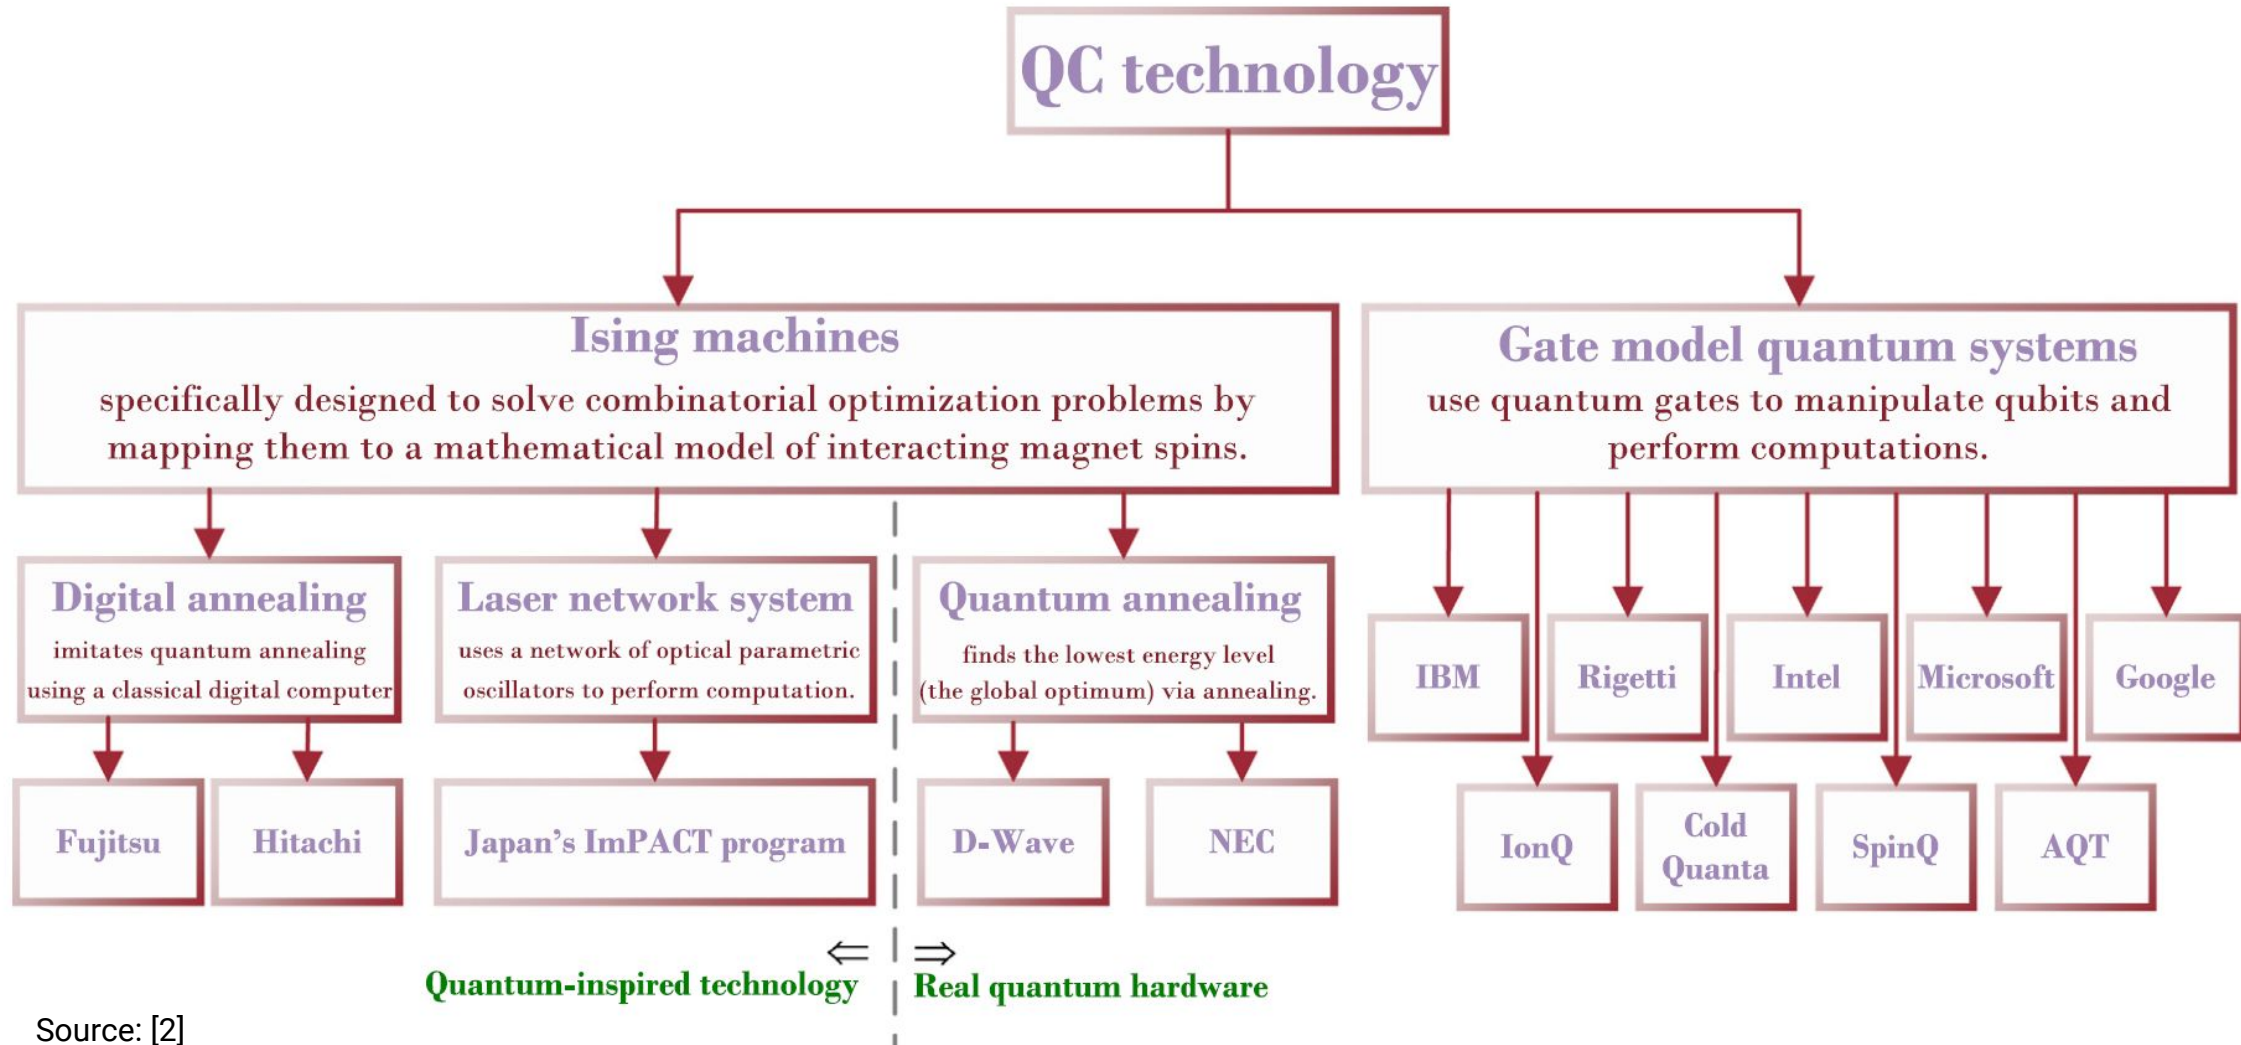 QC technology
Ising machines
specifically designed to solve combinatorial optimization problems by
mapping them to a mathematical model of interacting magnet spins.
Gate model quantum systems
use quantum gates to manipulate qubits and
perform computations.
Digital annealing
imitates quantum annealing
using a classical digital computer
Laser network system
uses a network of optical parametric
oscillators to perform computation.
Quantum annealing
finds the lowest energy level
(the global optimum) via annealing.
IBM
Rigetti
Intel
Microsoft
Google
Fujitsu
Hitachi
Japan's ImPACT program
D-Wave
NEC
IonQ
Cold
Quanta
SpinQ
AQT
⇐
⇒
Quantum-inspired technology
Real quantum hardware
Source: [2]